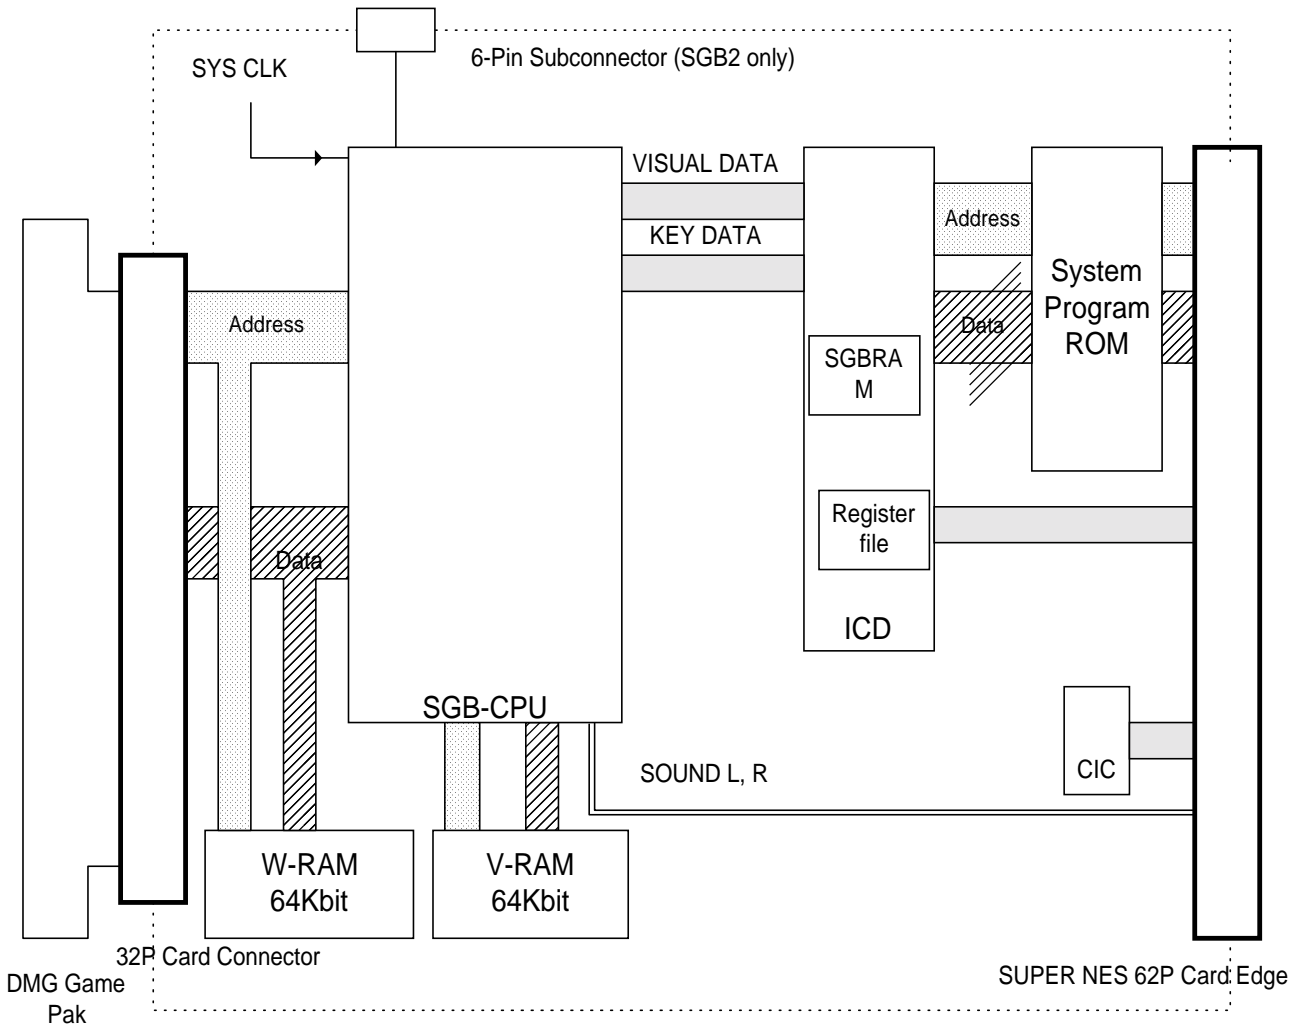 6-Pin Subconnector (SGB2 only)
SYS CLK
VISUAL DATA
KEY DATA
Address
Data
System
Program
ROM
Address
SGBRA
M
Register
file
Data
ICD
SGB-CPU
SOUND L, R
CIC
W-RAM
64Kbit
V-RAM
64Kbit
32P Card Connector
DMG Game
Pak
SUPER NES 62P Card Edge